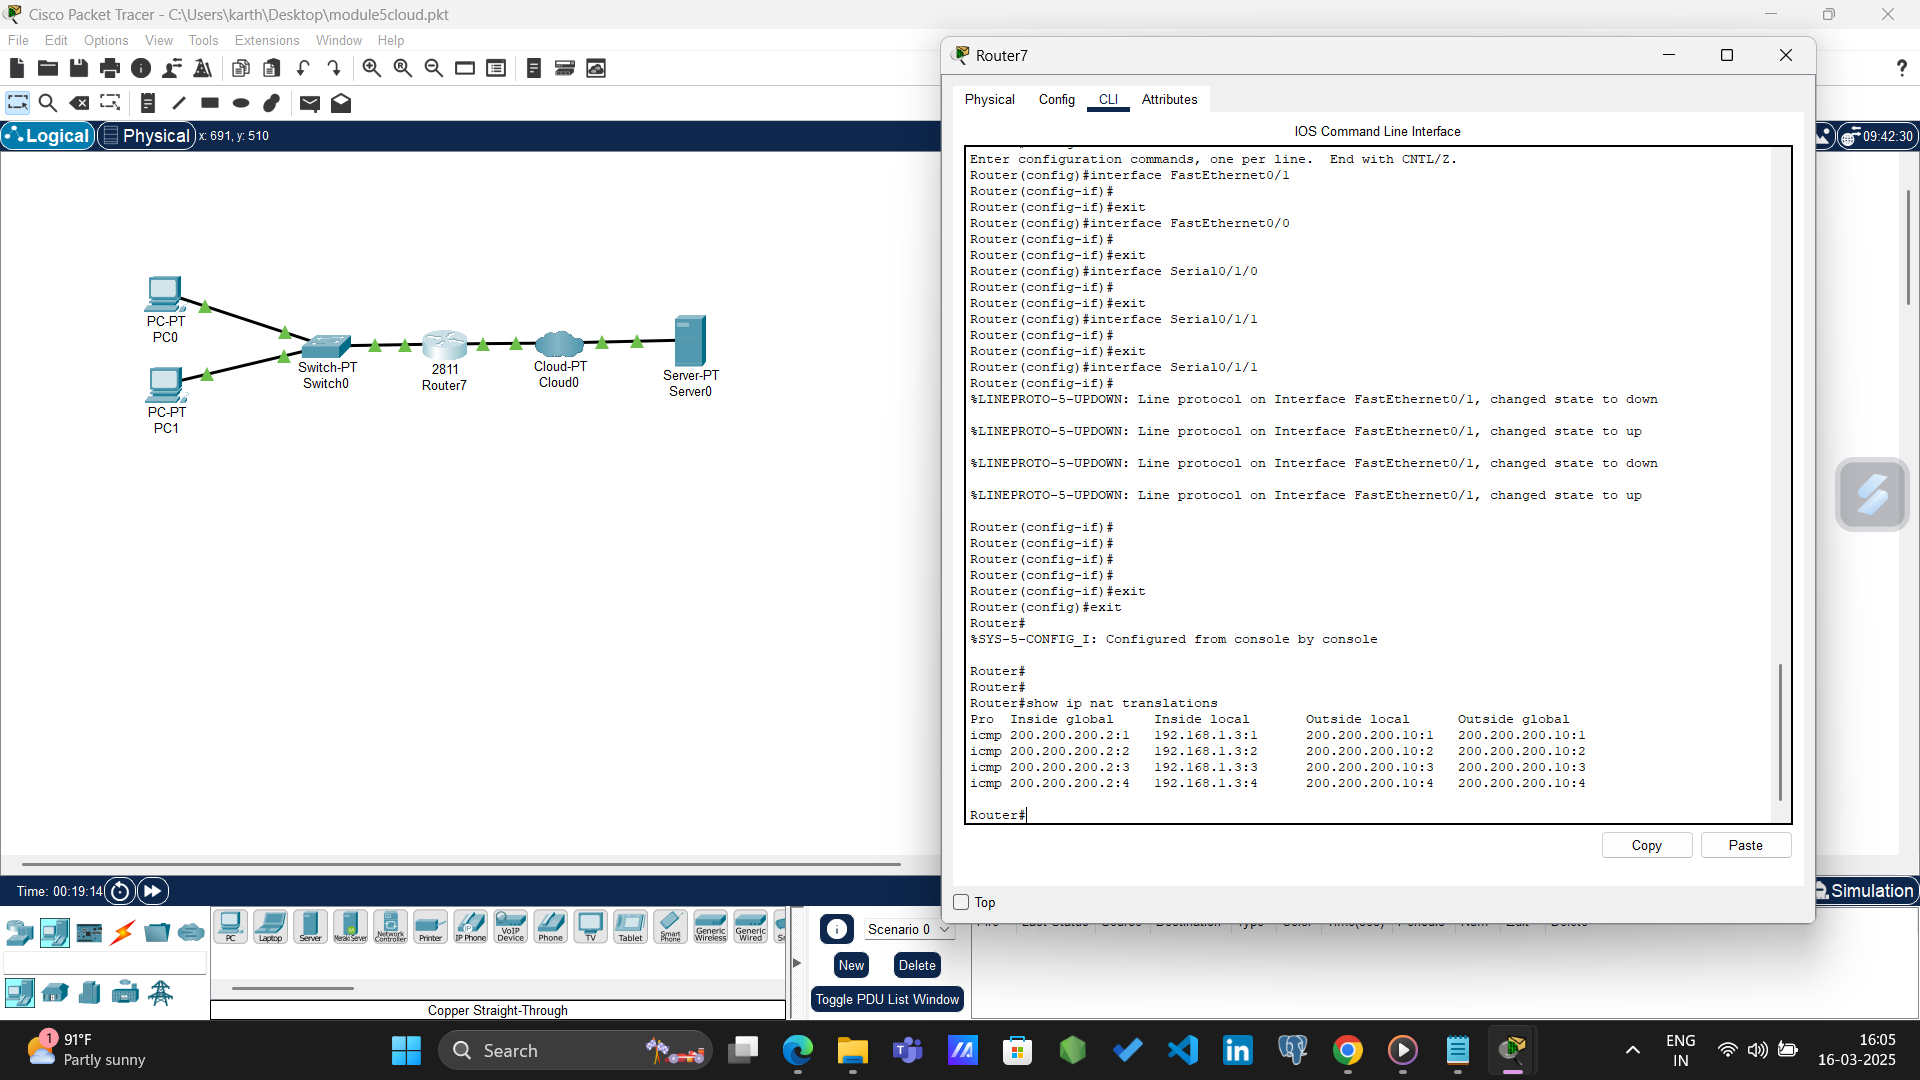 Cisco Packet Tracer - C:\Users\karth\Desktop\module5cloud.pkt
File Edit Options View Tools Extensions Window Help
Logical Physical x: 691, y: 510
09:42:30
PC-PT
PC0
PC-PT
PC1
Switch-PT
Switch0
2811
Router7
Cloud-PT
Cloud0
Server-PT
Server0
Router7
Physical Config CLI Attributes
IOS Command Line Interface
Enter configuration commands, one per line. End with CNTL/Z.
Router(config)#interface FastEthernet0/1
Router(config-if)#
Router(config-if)#exit
Router(config)#interface FastEthernet0/0
Router(config-if)#
Router(config-if)#exit
Router(config)#interface Serial0/1/0
Router(config-if)#
Router(config-if)#exit
Router(config)#interface Serial0/1/1
Router(config-if)#
Router(config-if)#exit
Router(config)#interface Serial0/1/1
Router(config-if)#
%LINEPROTO-5-UPDOWN: Line protocol on Interface FastEthernet0/1, changed state to down
%LINEPROTO-5-UPDOWN: Line protocol on Interface FastEthernet0/1, changed state to up
%LINEPROTO-5-UPDOWN: Line protocol on Interface FastEthernet0/1, changed state to down
%LINEPROTO-5-UPDOWN: Line protocol on Interface FastEthernet0/1, changed state to up
Router(config-if)#
Router(config-if)#
Router(config-if)#
Router(config-if)#
Router(config-if)#exit
Router(config)#exit
Router#
%SYS-5-CONFIG_I: Configured from console by console
Router#
Router#
Router#show ip nat translations
Pro Inside global Inside local Outside local Outside global
icmp 200.200.200.2:1 192.168.1.3:1 200.200.200.10:1 200.200.200.10:1
icmp 200.200.200.2:2 192.168.1.3:2 200.200.200.10:2 200.200.200.10:2
icmp 200.200.200.2:3 192.168.1.3:3 200.200.200.10:3 200.200.200.10:3
icmp 200.200.200.2:4 192.168.1.3:4 200.200.200.10:4 200.200.200.10:4
Router#
Copy Paste
Top
Time: 00:19:14
Simulation
PC Laptop Server Meraki Server Network Controller Printer IP Phone VoIP Device Phone TV Tablet Smart Phone Generic Wireless Generic Wired
Copper Straight-Through
Scenario 0
New Delete
Toggle PDU List Window
1
91°F
Partly sunny
Search
ENG
IN
16:05
16-03-2025